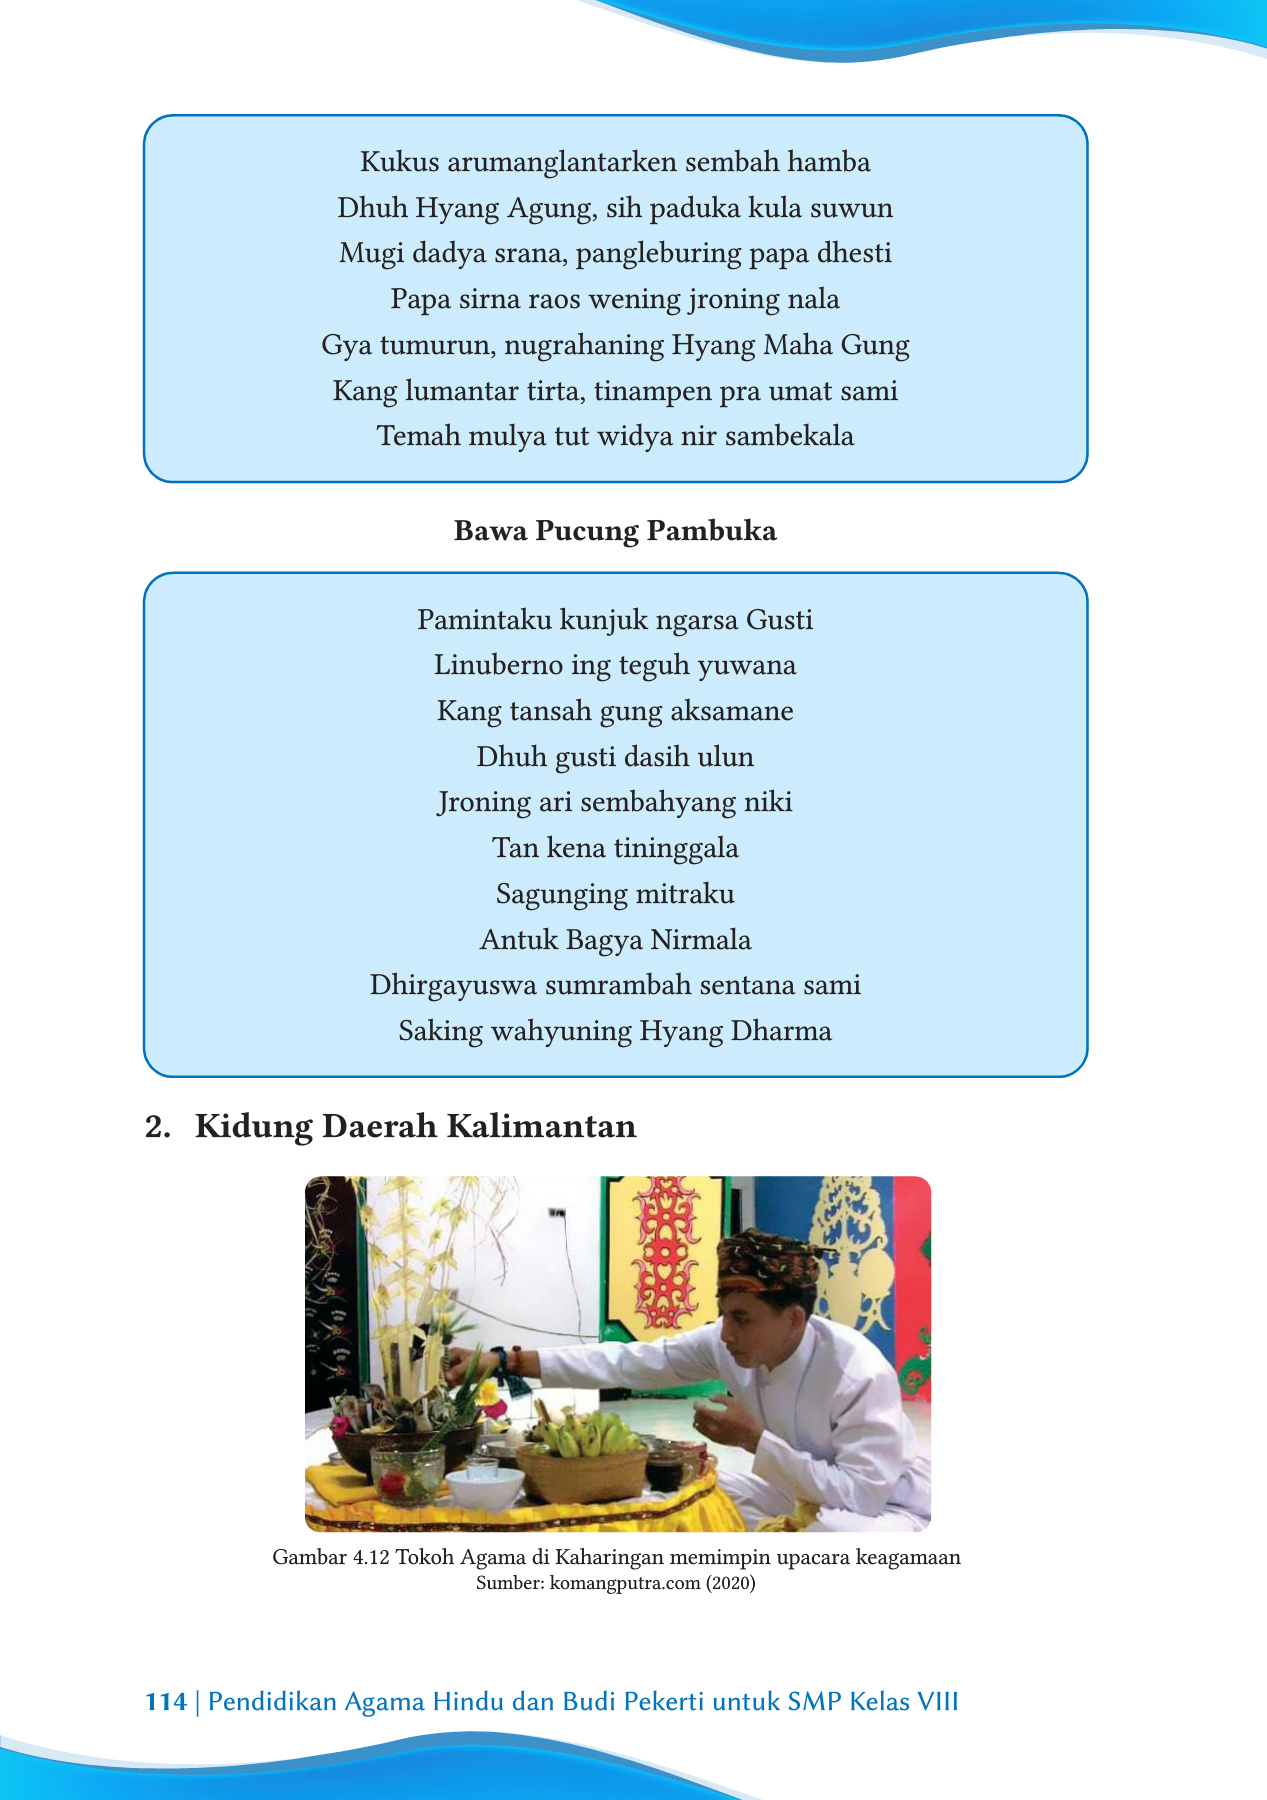 Kukus arumanglantarken sembah hamba
Dhuh Hyang Agung, sih paduka kula suwun
Mugi dadya srana, pangleburing papa dhesti
Papa sirna raos wening jroning nala
Gya tumurun, nugrahaning Hyang Maha Gung
Kang lumantar tirta, tinampen pra umat sami
Temah mulya tut widya nir sambekala
Bawa Pucung Pambuka
Pamintaku kunjuk ngarsa Gusti
Linuberno ing teguh yuwana
Kang tansah gung aksamane
Dhuh gusti dasih ulun
Jroning ari sembahyang niki
Tan kena tininggala
Sagunging mitraku
Antuk Bagya Nirmala
Dhirgayuswa sumrambah sentana sami
Saking wahyuning Hyang Dharma
2. Kidung Daerah Kalimantan
Gambar 4.12 Tokoh Agama di Kaharingan memimpin upacara keagamaan
Sumber: komangputra.com (2020)
114 | Pendidikan Agama Hindu dan Budi Pekerti untuk SMP Kelas VIII